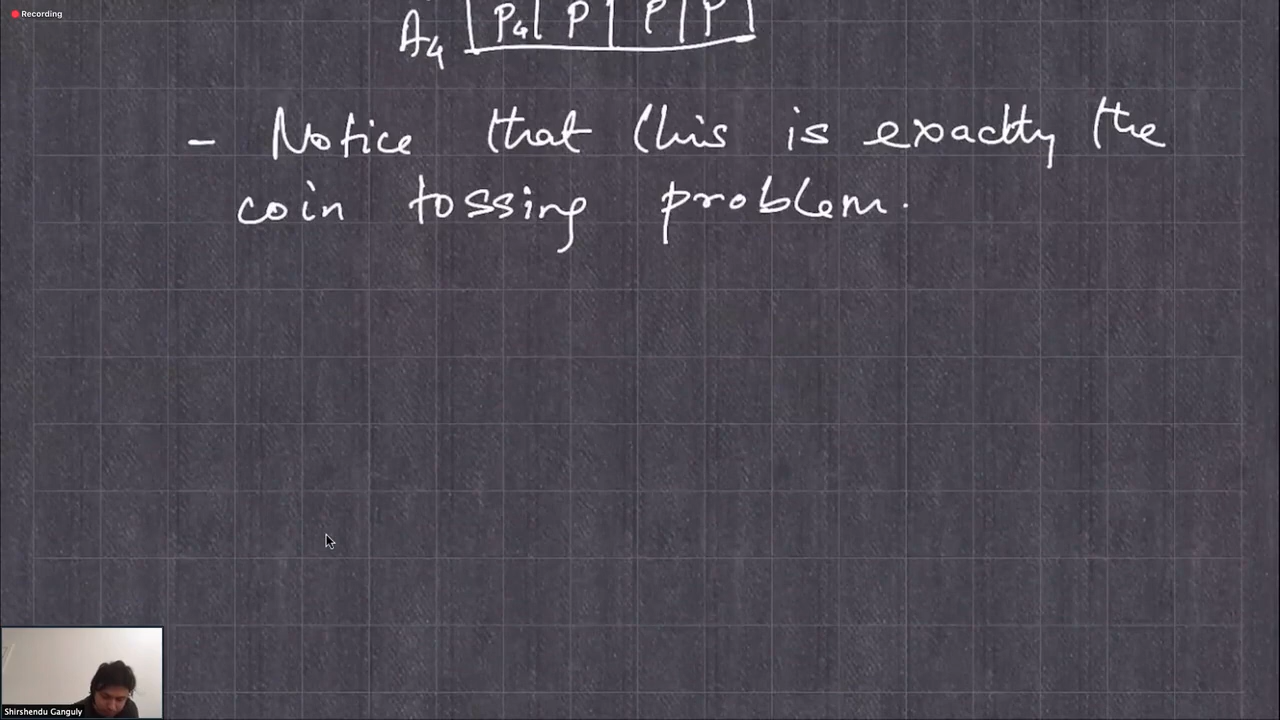 Recording
A4 P4 P P P
- Notice that this is exactly the
coin tossing problem.
Shirshendu Ganguly